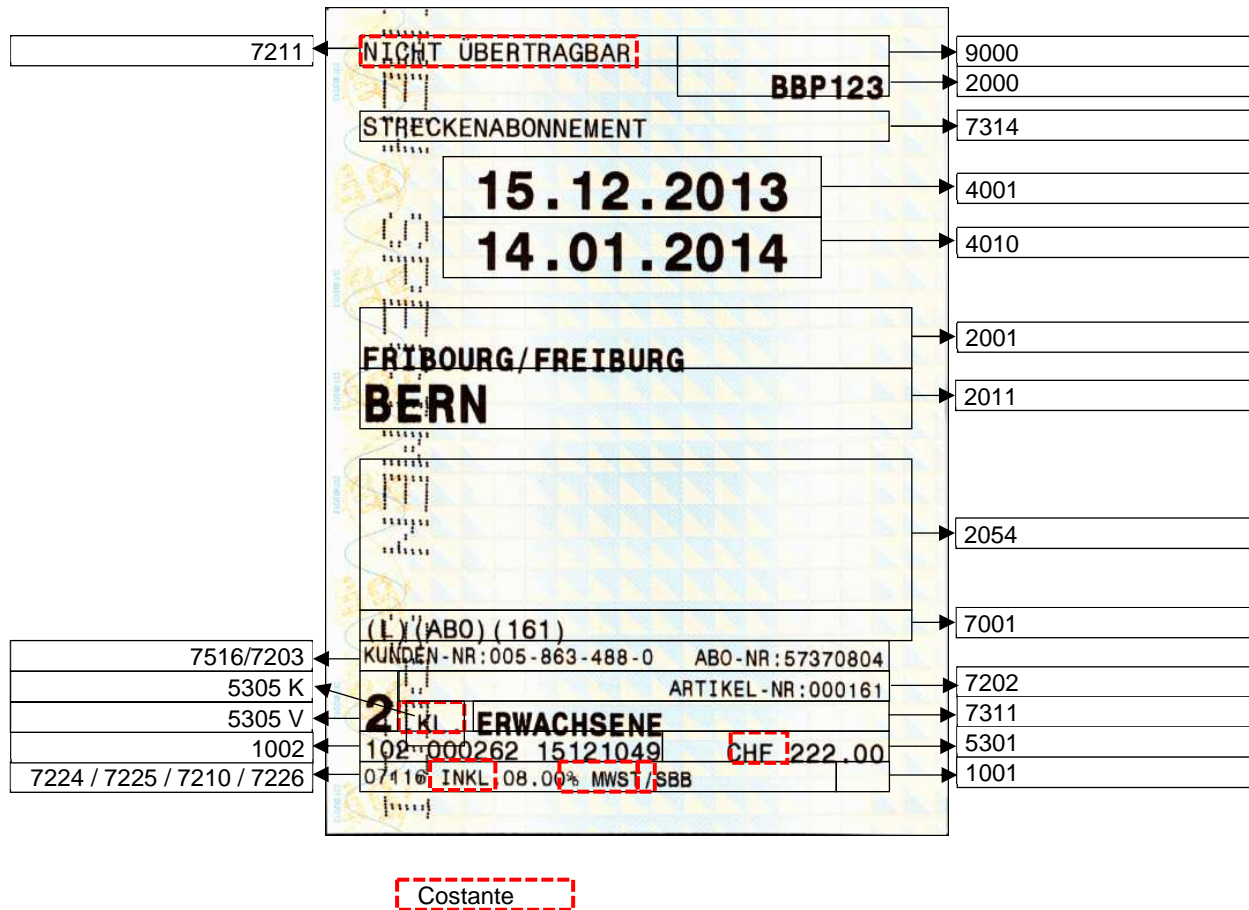 7211
NICHT ÜBERTRAGBAR
9000
BBP123
2000
STRECKENABONNEMENT
7314
15.12.2013
4001
14.01.2014
4010
FRIBOURG/FREIBURG
2001
BERN
2011
2054
(L)(ABO)(161)
7001
7516/7203
KUNDEN-NR:005-863-488-0 ABO-NR:57370804
5305 K
ARTIKEL-NR:000161
7202
5305 V
2 KL ERWACHSENE
7311
1002
102 000262 15121049 CHF 222.00
5301
7224 / 7225 / 7210 / 7226
07116 INKL 08.00% MWST/SBB
1001
Costante